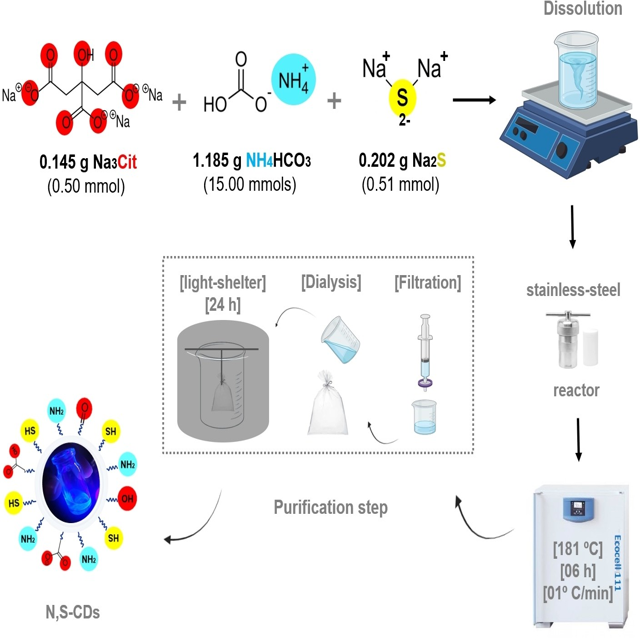 Dissolution
O OH O
Na⁺ ⁻O O⁻ ⁺Na
O O⁻ ⁺Na
+
O
HO O⁻
NH₄⁺
+
Na⁺ Na⁺
S
2-
0.145 g Na₃Cit
(0.50 mmol)
1.185 g NH₄HCO₃
(15.00 mmols)
0.202 g Na₂S
(0.51 mmol)
stainless-steel
reactor
[181 ºC]
[06 h]
[01º C/min]
Ecocell 111
[light-shelter]
[24 h]
[Dialysis]
[Filtration]
Purification step
NH₂
O
HS
SH
NH₂
HS
OH
NH₂
SH
NH₂
N,S-CDs